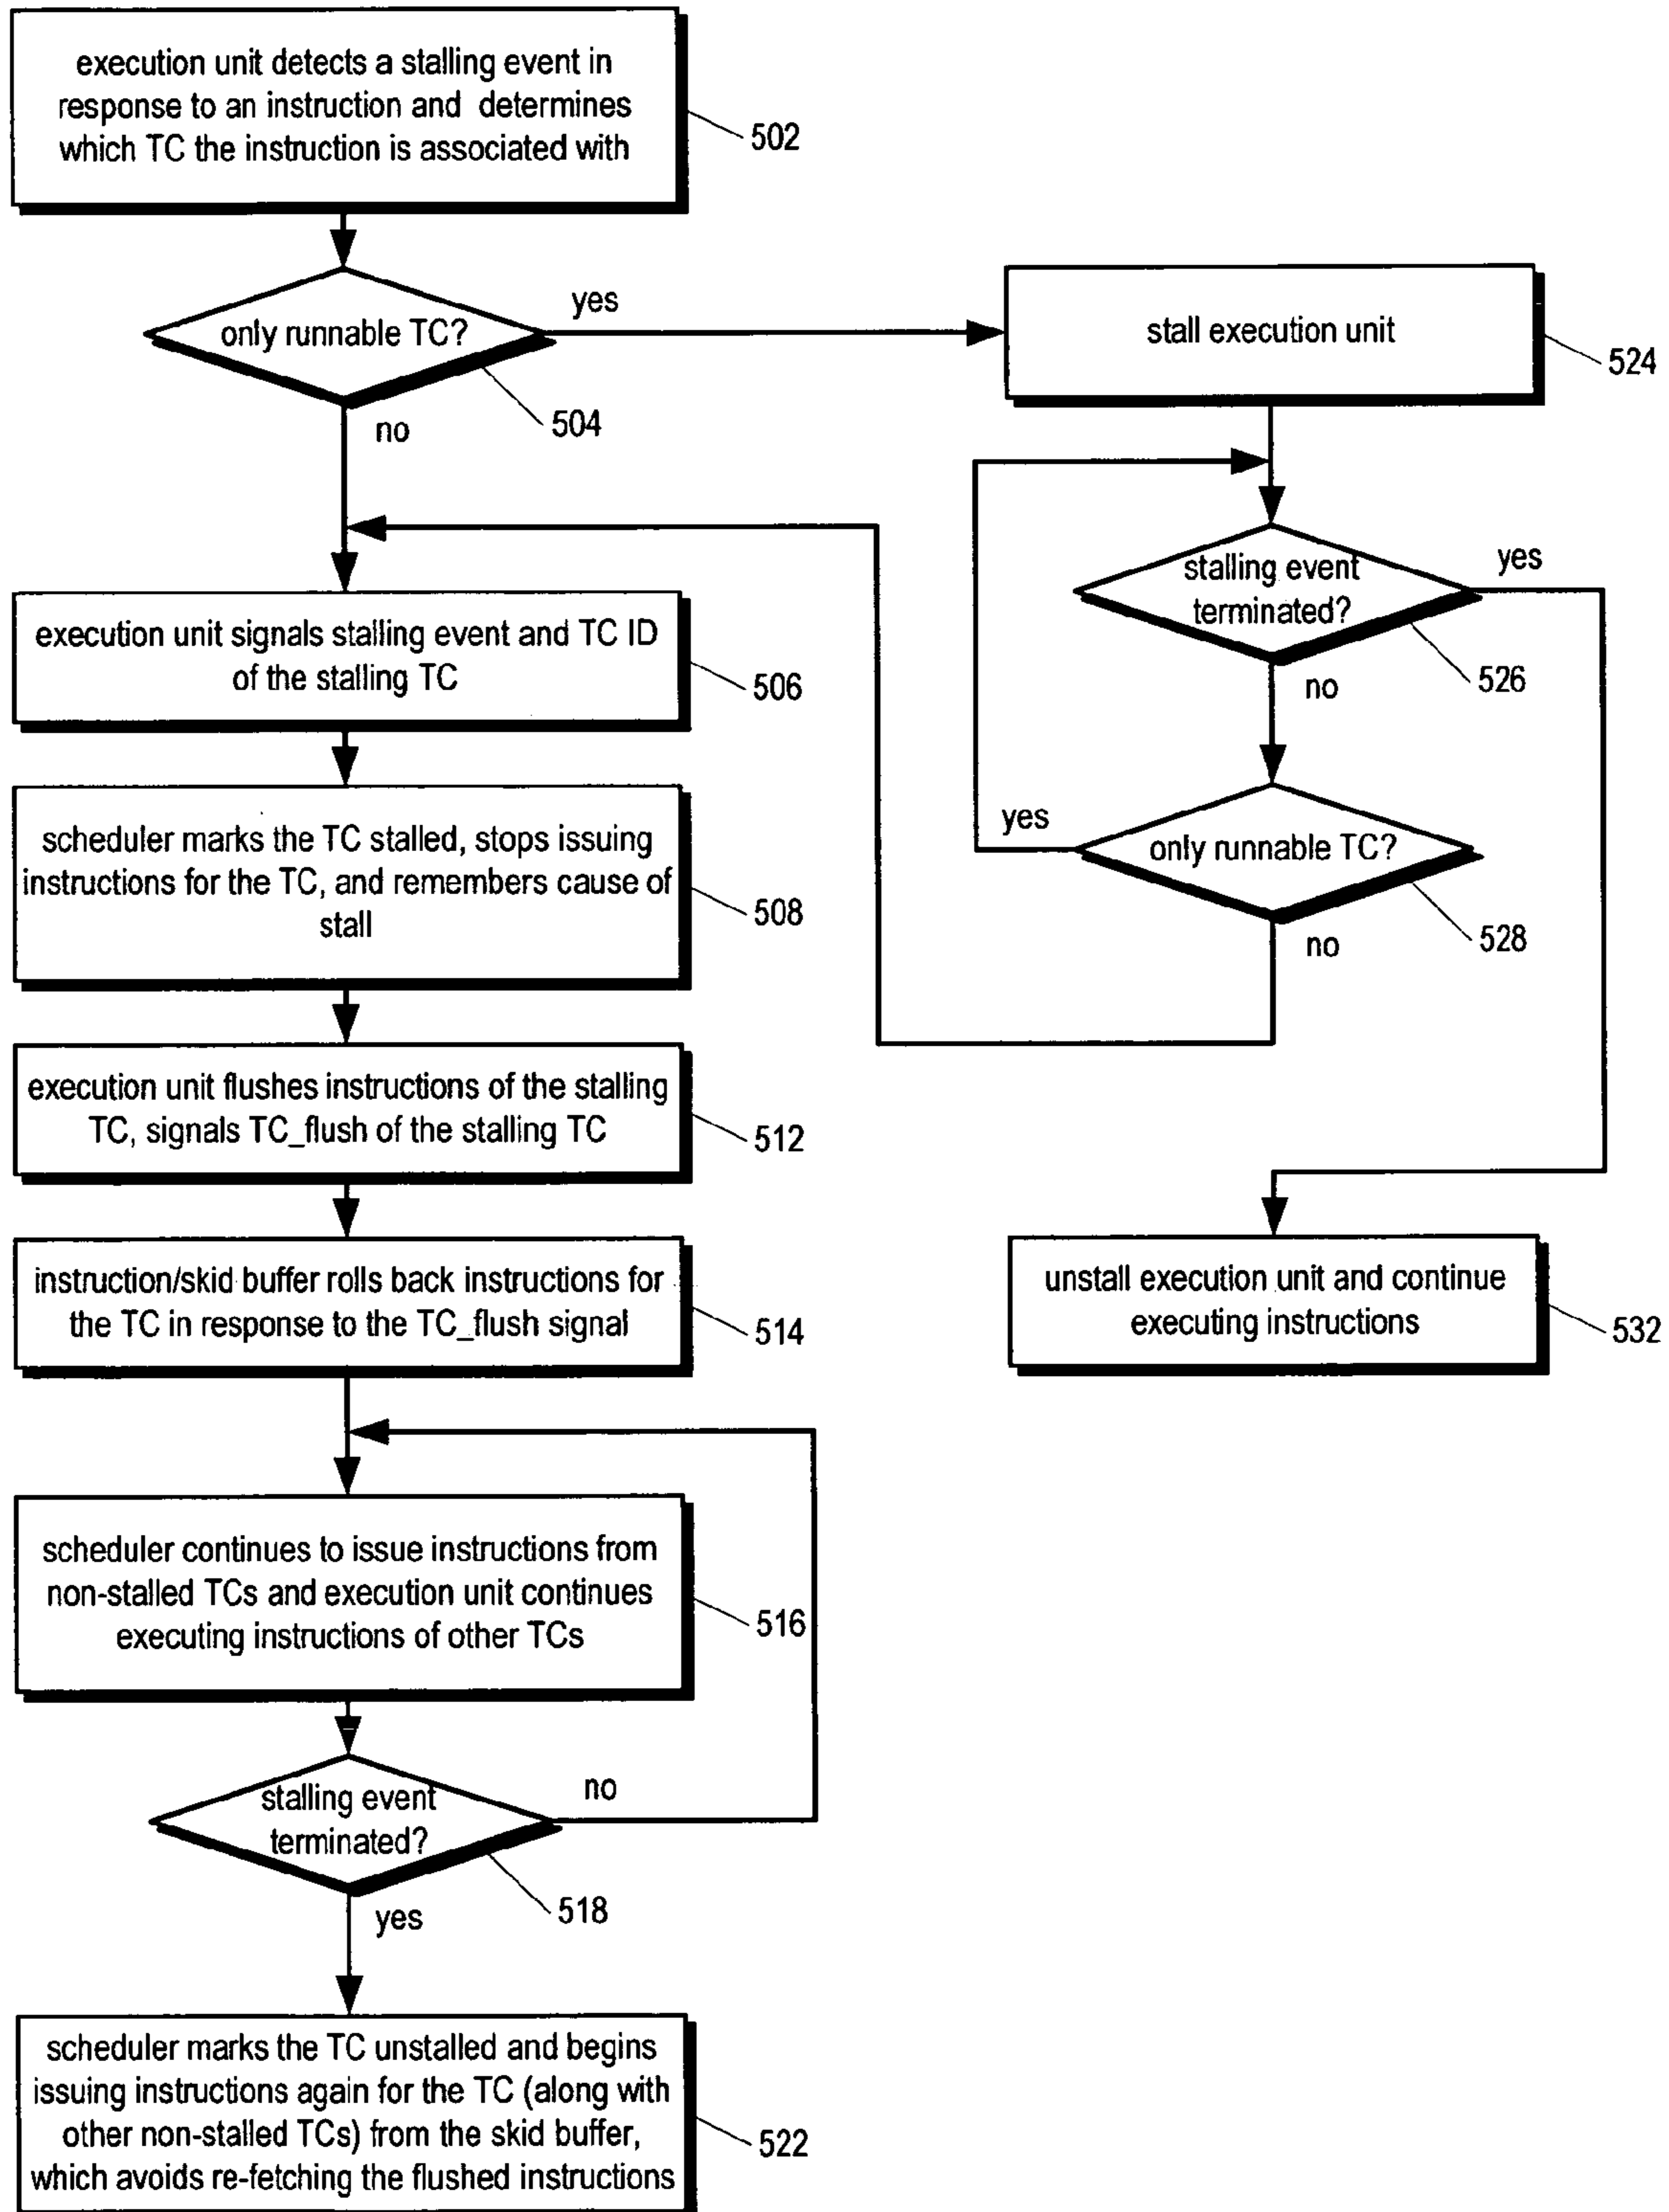 execution unit detects a stalling event in
response to an instruction and determines
which TC the instruction is associated with
502
only runnable TC?
yes
504
no
stall execution unit
524
execution unit signals stalling event and TC ID
of the stalling TC
506
stalling event
terminated?
yes
526
no
scheduler marks the TC stalled, stops issuing
instructions for the TC, and remembers cause of
stall
508
yes
only runnable TC?
528
no
execution unit flushes instructions of the stalling
TC, signals TC_flush of the stalling TC
512
instruction/skid buffer rolls back instructions for
the TC in response to the TC_flush signal
514
unstall execution unit and continue
executing instructions
532
scheduler continues to issue instructions from
non-stalled TCs and execution unit continues
executing instructions of other TCs
516
stalling event
terminated?
no
518
yes
scheduler marks the TC unstalled and begins
issuing instructions again for the TC (along with
other non-stalled TCs) from the skid buffer,
which avoids re-fetching the flushed instructions
522